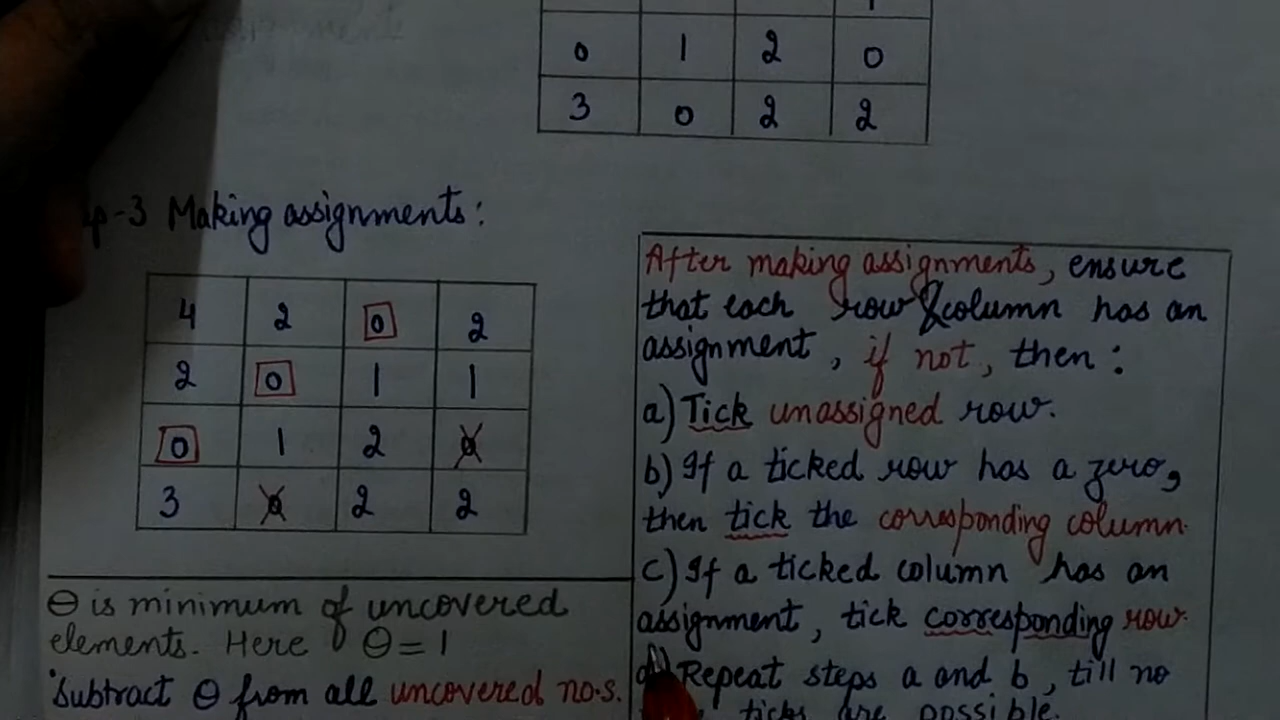 0 1 2 0
3 0 2 2
p-3 Making assignments:
4 2 0 2
2 0 1 1
0 1 2 0
3 0 2 2
After making assignments, ensure
that each row & column has an
assignment, if not, then:
a) Tick unassigned row.
b) If a ticked row has a zero,
then tick the corresponding column.
c) If a ticked column has an
assignment, tick corresponding row.
d) Repeat steps a and b, till no
ticks are possible.
θ is minimum of uncovered
elements. Here θ = 1
Subtract θ from all uncovered no.s.